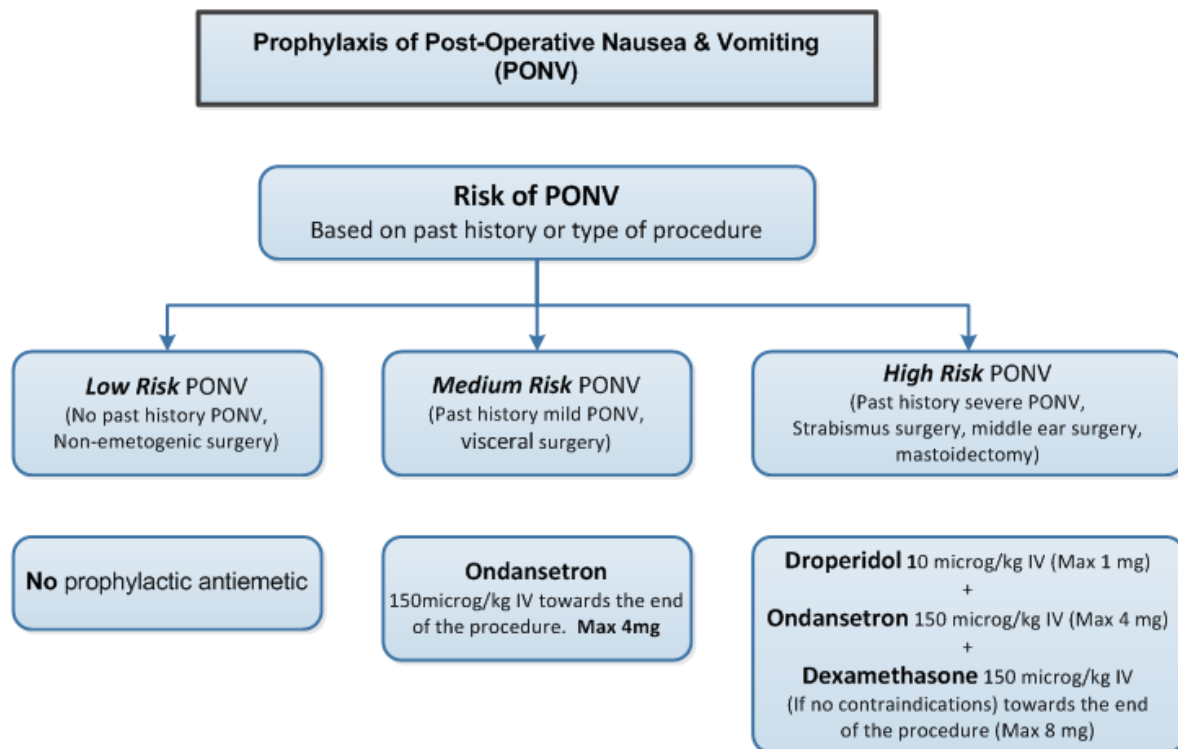 Prophylaxis of Post-Operative Nausea & Vomiting
(PONV)
Risk of PONV
Based on past history or type of procedure
Low Risk PONV
(No past history PONV,
Non-emetogenic surgery)
Medium Risk PONV
(Past history mild PONV,
visceral surgery)
High Risk PONV
(Past history severe PONV,
Strabismus surgery, middle ear surgery,
mastoidectomy)
No prophylactic antiemetic
Ondansetron
150microg/kg IV towards the end
of the procedure. Max 4mg
Droperidol 10 microg/kg IV (Max 1 mg)
+
Ondansetron 150 microg/kg IV (Max 4 mg)
+
Dexamethasone 150 microg/kg IV
(If no contraindications) towards the end
of the procedure (Max 8 mg)